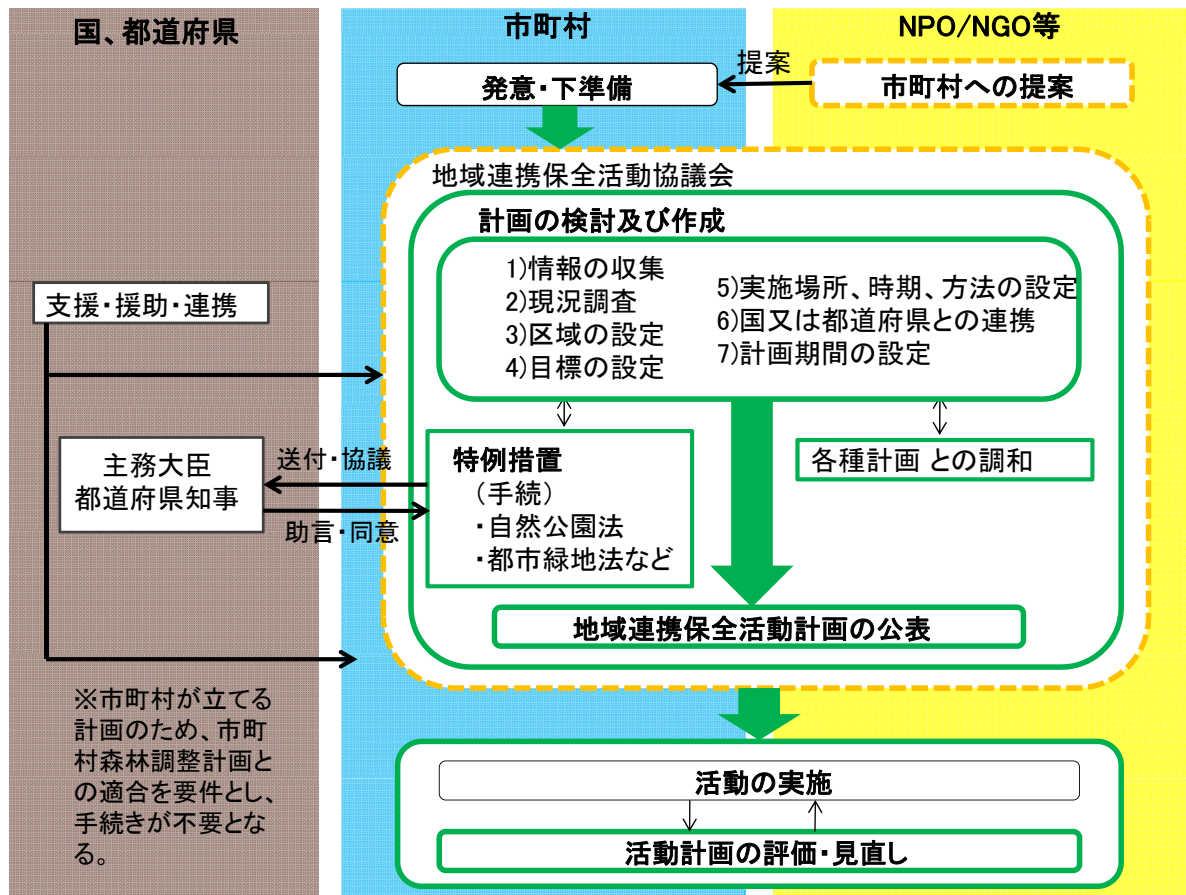 国、都道府県
市町村
NPO/NGO等
提案
発意・下準備
市町村への提案
地域連携保全活動協議会
計画の検討及び作成
1)情報の収集
2)現況調査
3)区域の設定
4)目標の設定
5)実施場所、時期、方法の設定
6)国又は都道府県との連携
7)計画期間の設定
支援・援助・連携
主務大臣
都道府県知事
送付・協議
助言・同意
特例措置
(手続)
・自然公園法
・都市緑地法など
各種計画 との調和
地域連携保全活動計画の公表
※市町村が立てる
計画のため、市町
村森林調整計画と
の適合を要件とし、
手続きが不要とな
る。
活動の実施
活動計画の評価・見直し